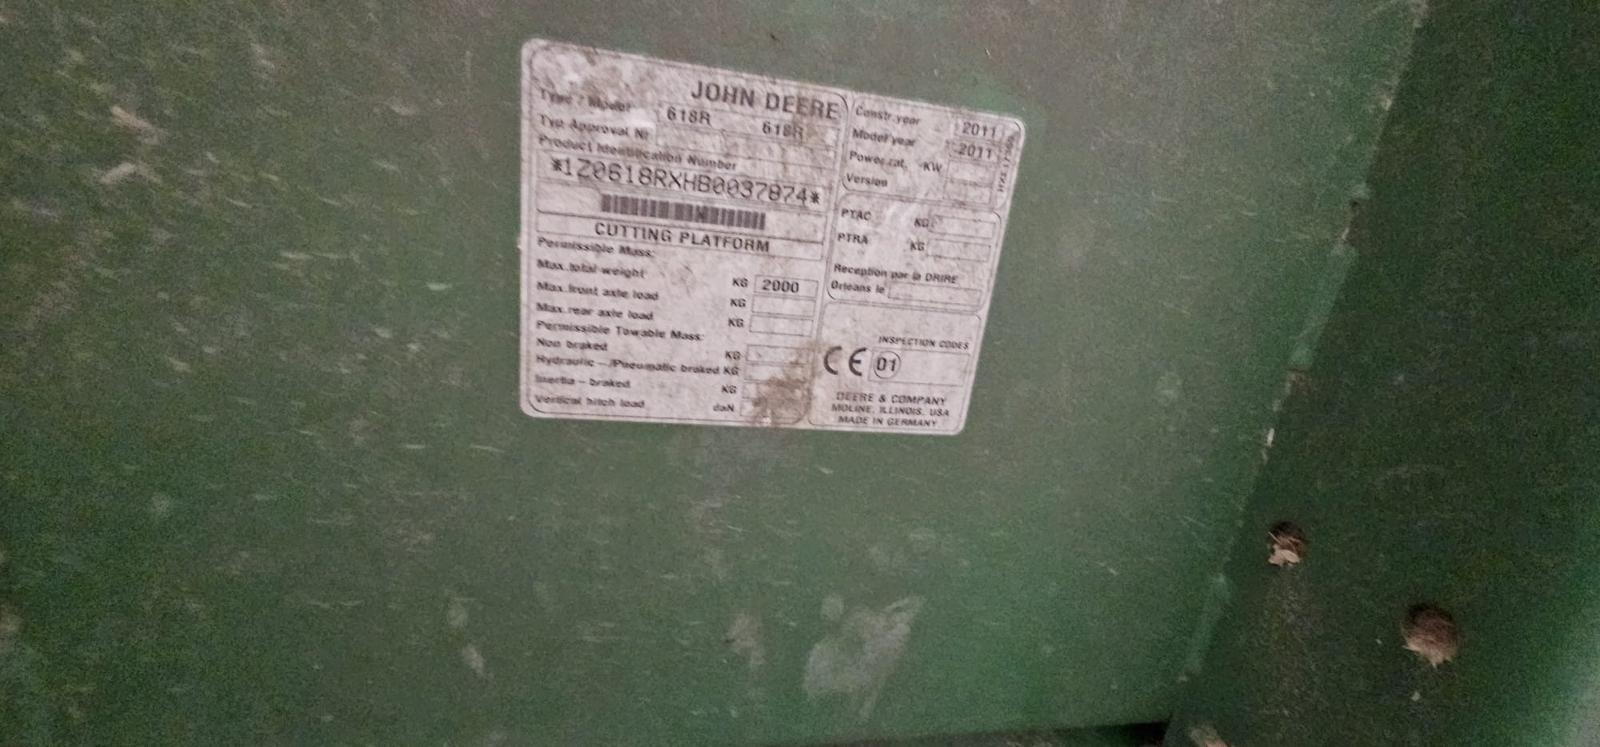 JOHN DEERE
Type / Model 618R 618R
Typ Approval Nr
Product Identification Number
*1Z0618RXHB0037874*
CUTTING PLATFORM
Permissible Mass:
Max.total weight KG 2000
Max.front axle load KG
Max.rear axle load KG
Permissible Towable Mass:
Non braked KG
Hydraulic-/Pneumatic braked KG
Inertia - braked KG
Vertical hitch load daN
Constr.year 2011
Model year 2011
Power.rat. KW
Version
PTAC KG
PTRA KG
Reception par la DRIRE
Orleans le
INSPECTION CODES
CE 01
DEERE & COMPANY
MOLINE, ILLINOIS, USA
MADE IN GERMANY